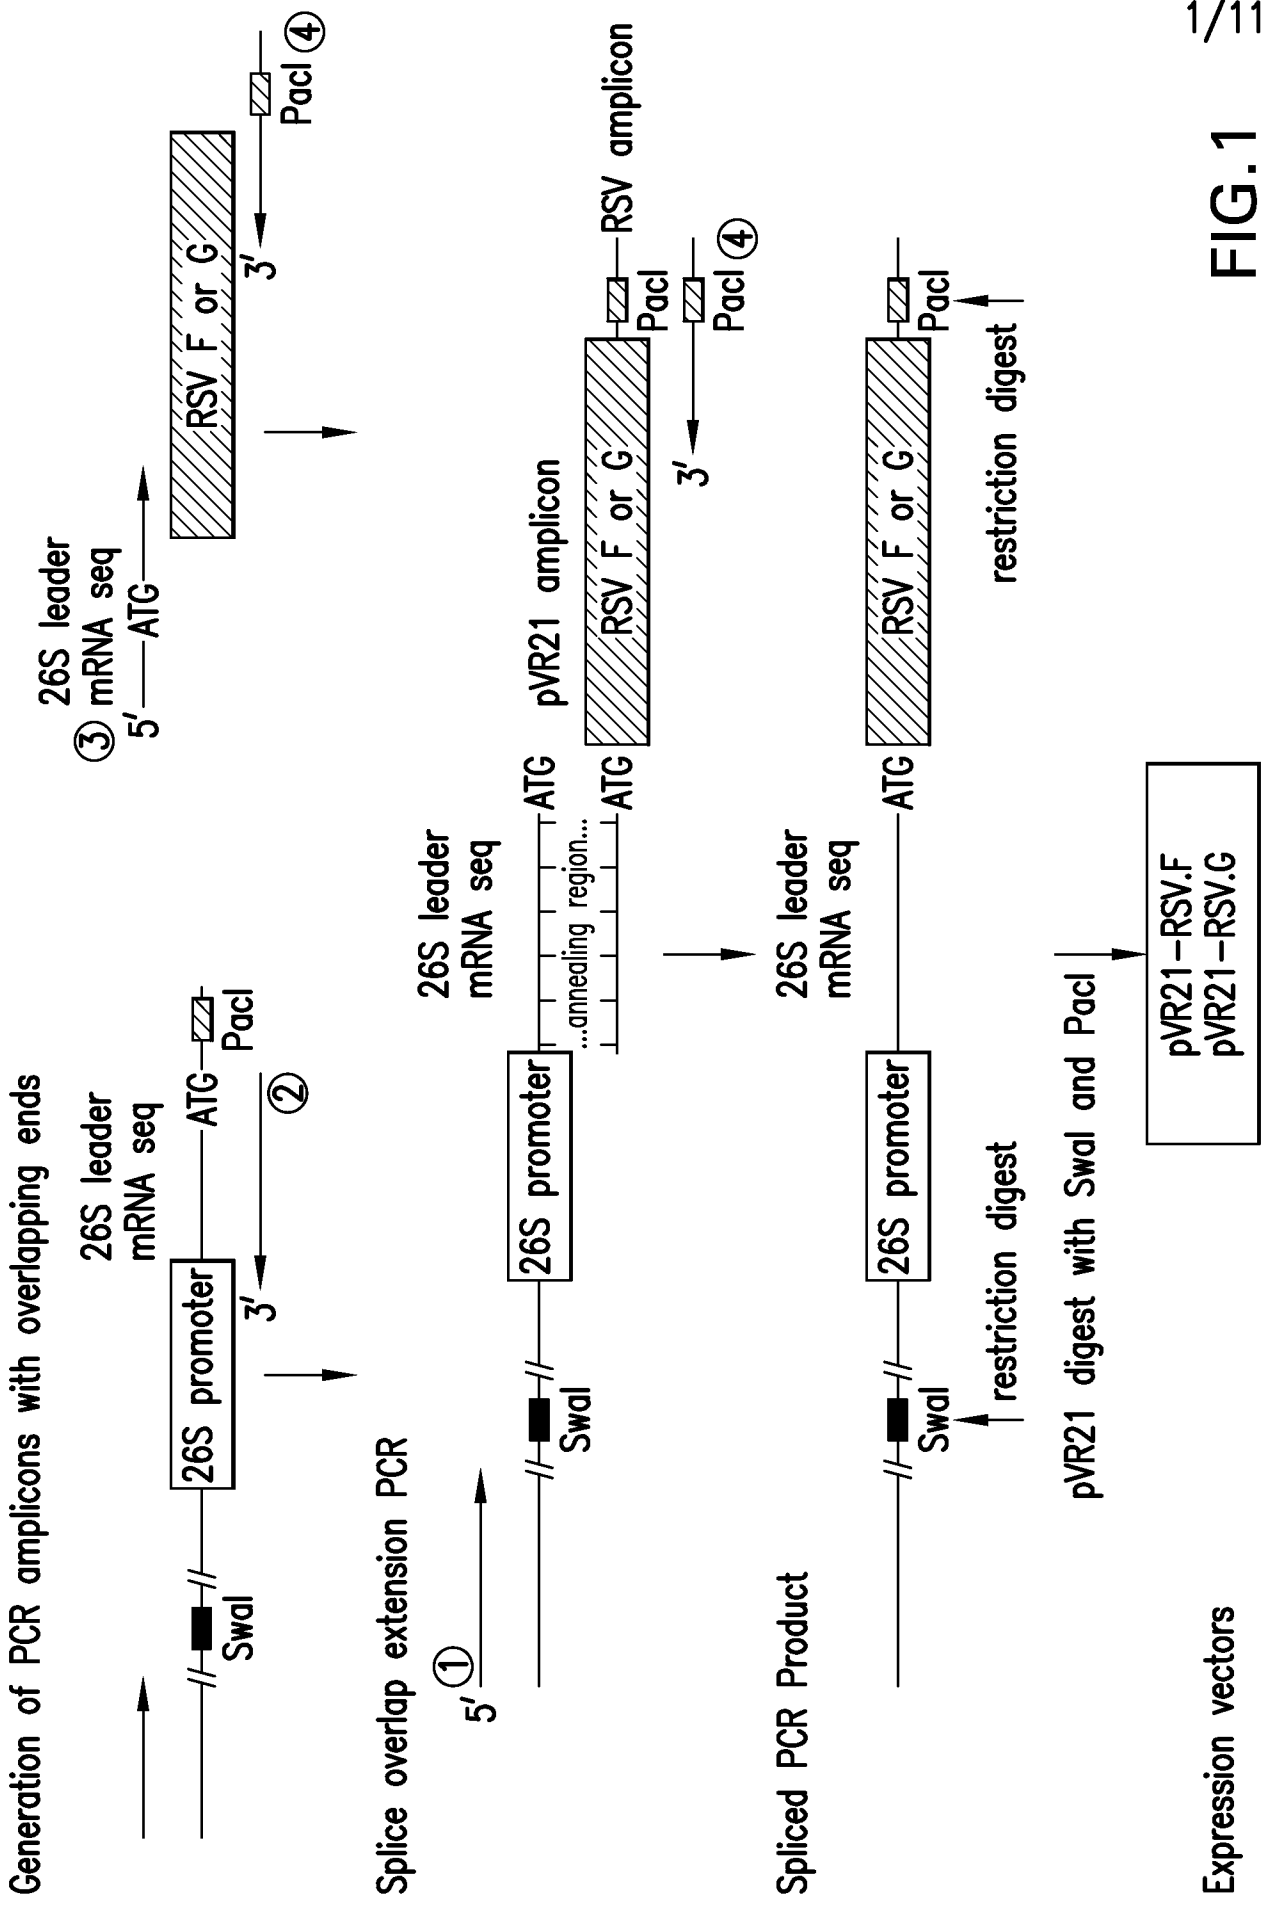 1/11
Generation of PCR amplicons with overlapping ends
26S leader
mRNA seq
ATG
26S promoter
SwaI
PacI
3'
2
26S leader
3 mRNA seq
5' ATG
RSV F or G
3'
PacI 4
Splice overlap extension PCR
1
5'
26S leader
mRNA seq
pVR21 amplicon
ATG
26S promoter
SwaI
...annealing region...
ATG
RSV F or G
RSV amplicon
PacI
3'
PacI 4
Spliced PCR Product
26S leader
mRNA seq
26S promoter
ATG
RSV F or G
SwaI
PacI
restriction digest
restriction digest
pVR21 digest with SwaI and PacI
Expression vectors
pVR21-RSV.F
pVR21-RSV.G
FIG.1